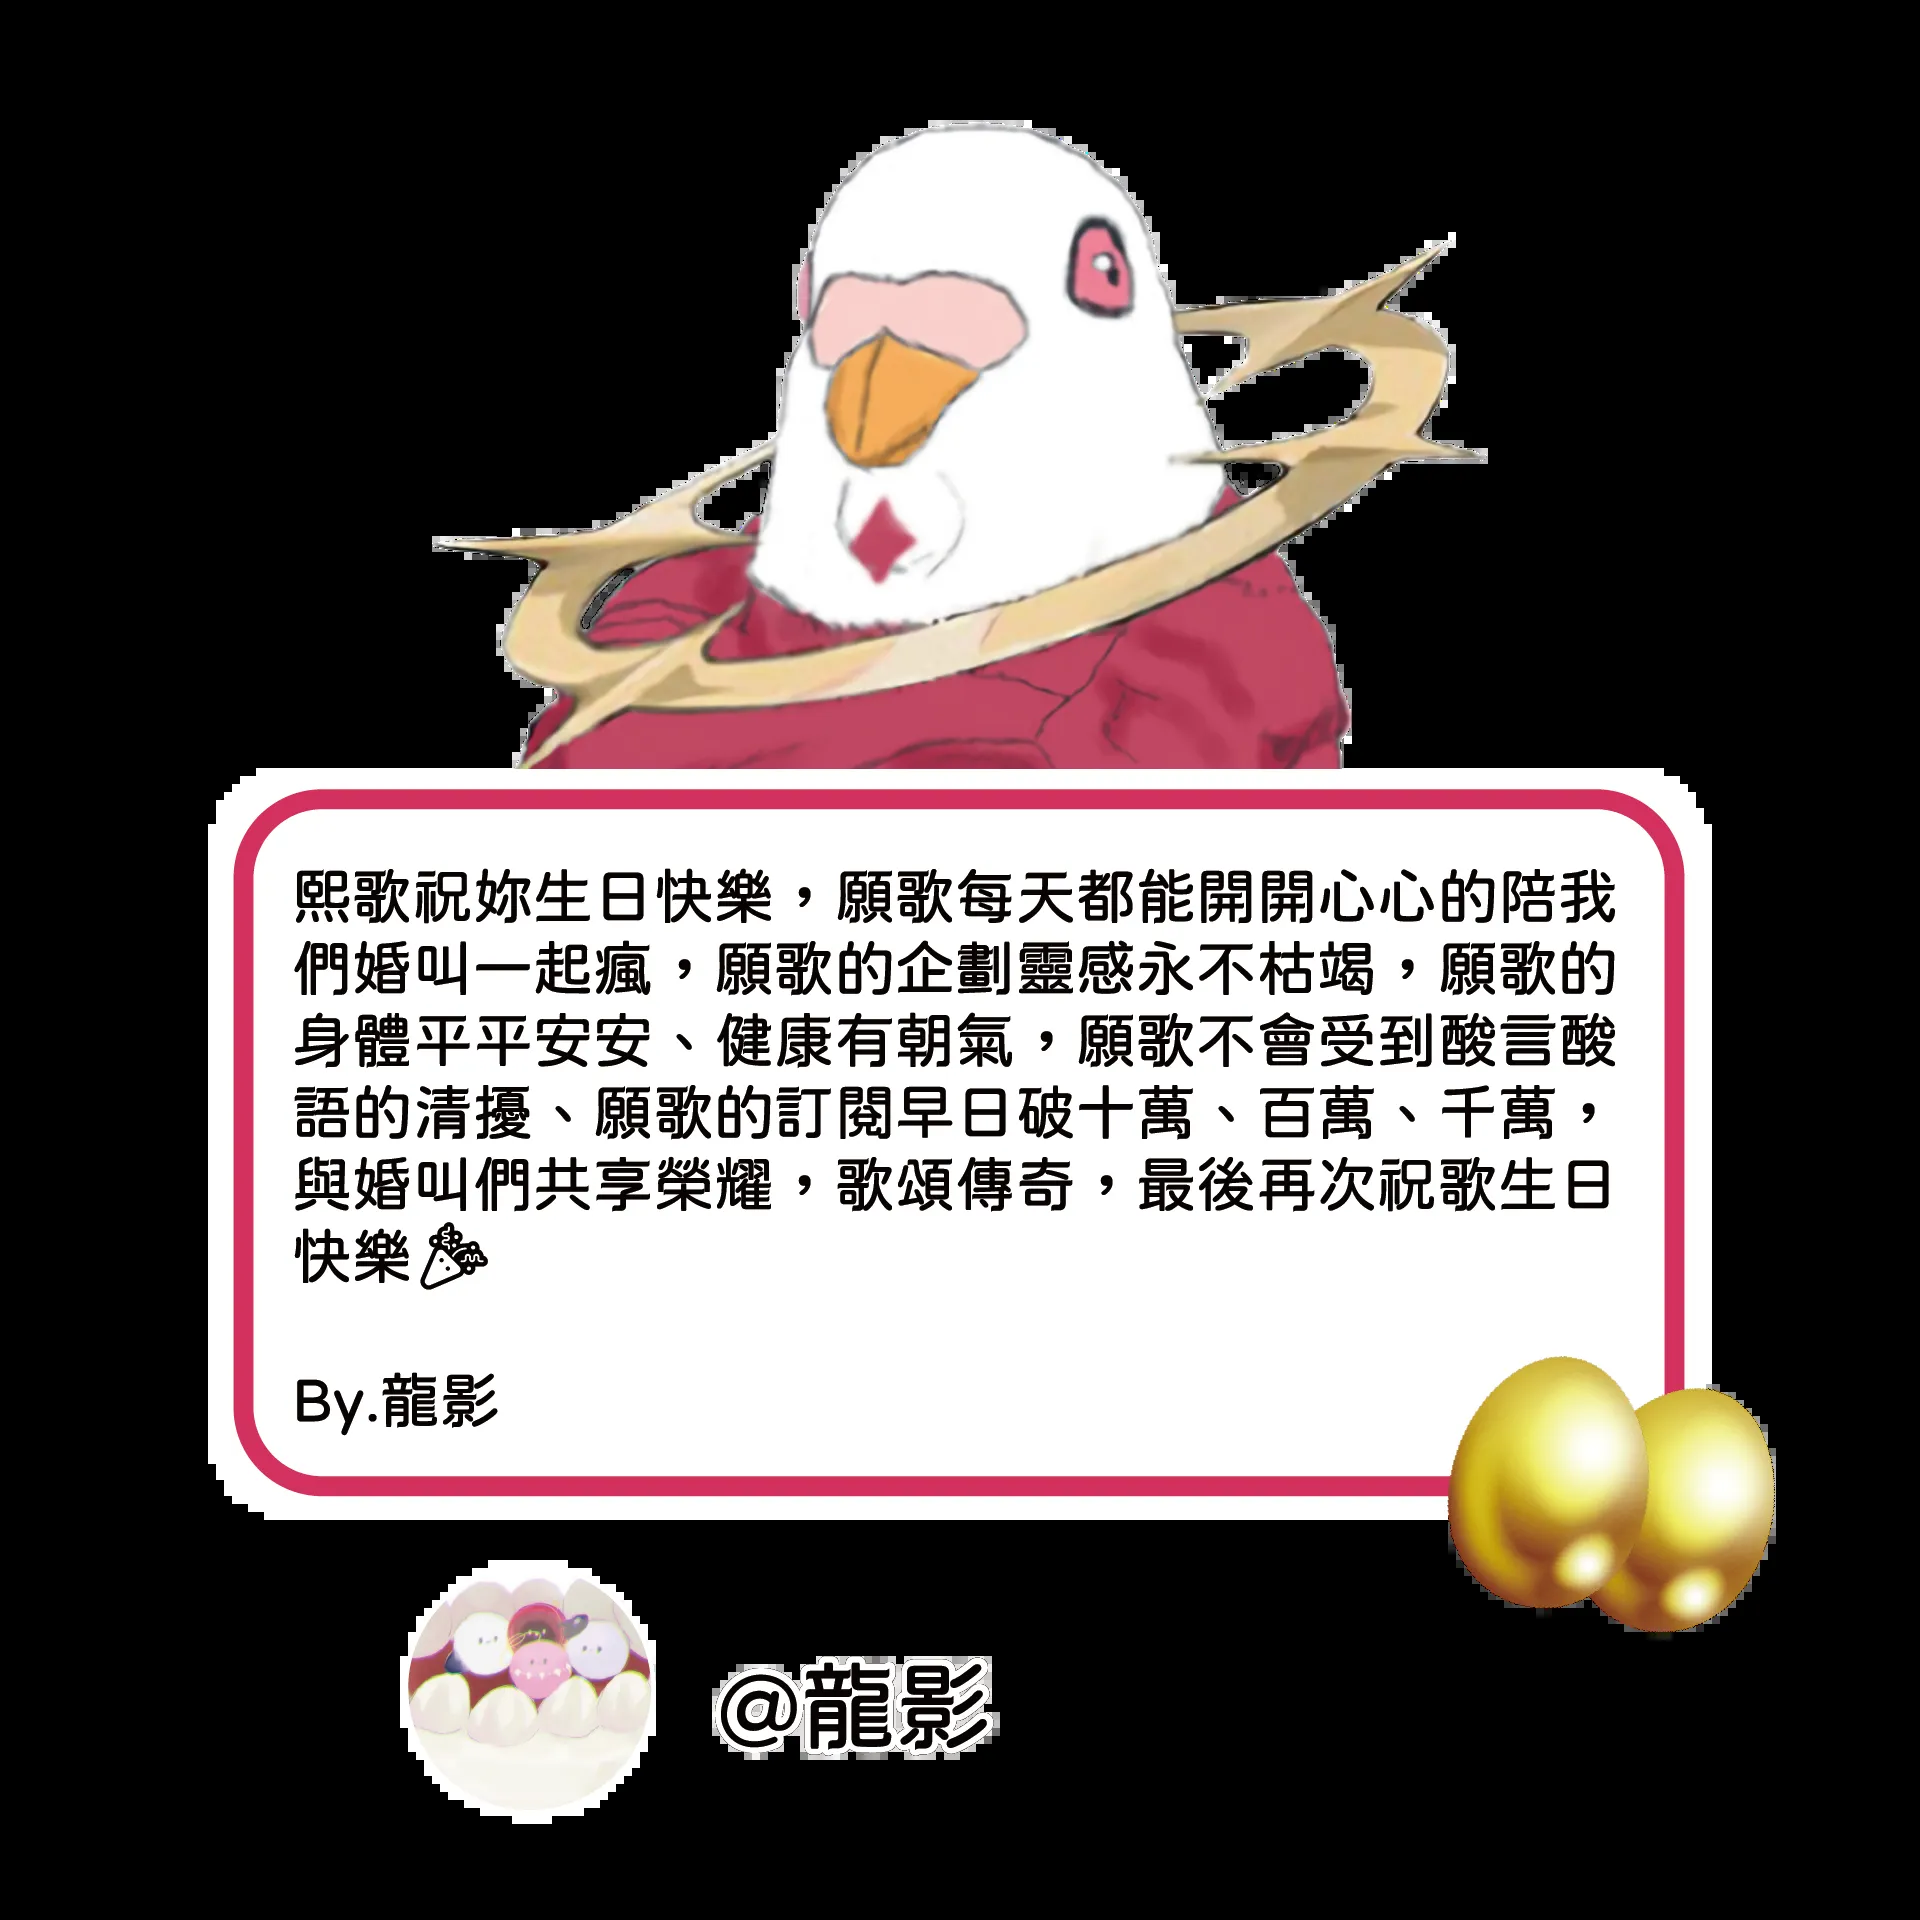 熙歌祝妳生日快樂，願歌每天都能開開心心的陪我
們婚叫一起瘋，願歌的企劃靈感永不枯竭，願歌的
身體平平安安、健康有朝氣，願歌不會受到酸言酸
語的清擾、願歌的訂閱早日破十萬、百萬、千萬，
與婚叫們共享榮耀，歌頌傳奇，最後再次祝歌生日
快樂🎉
By.龍影
@龍影